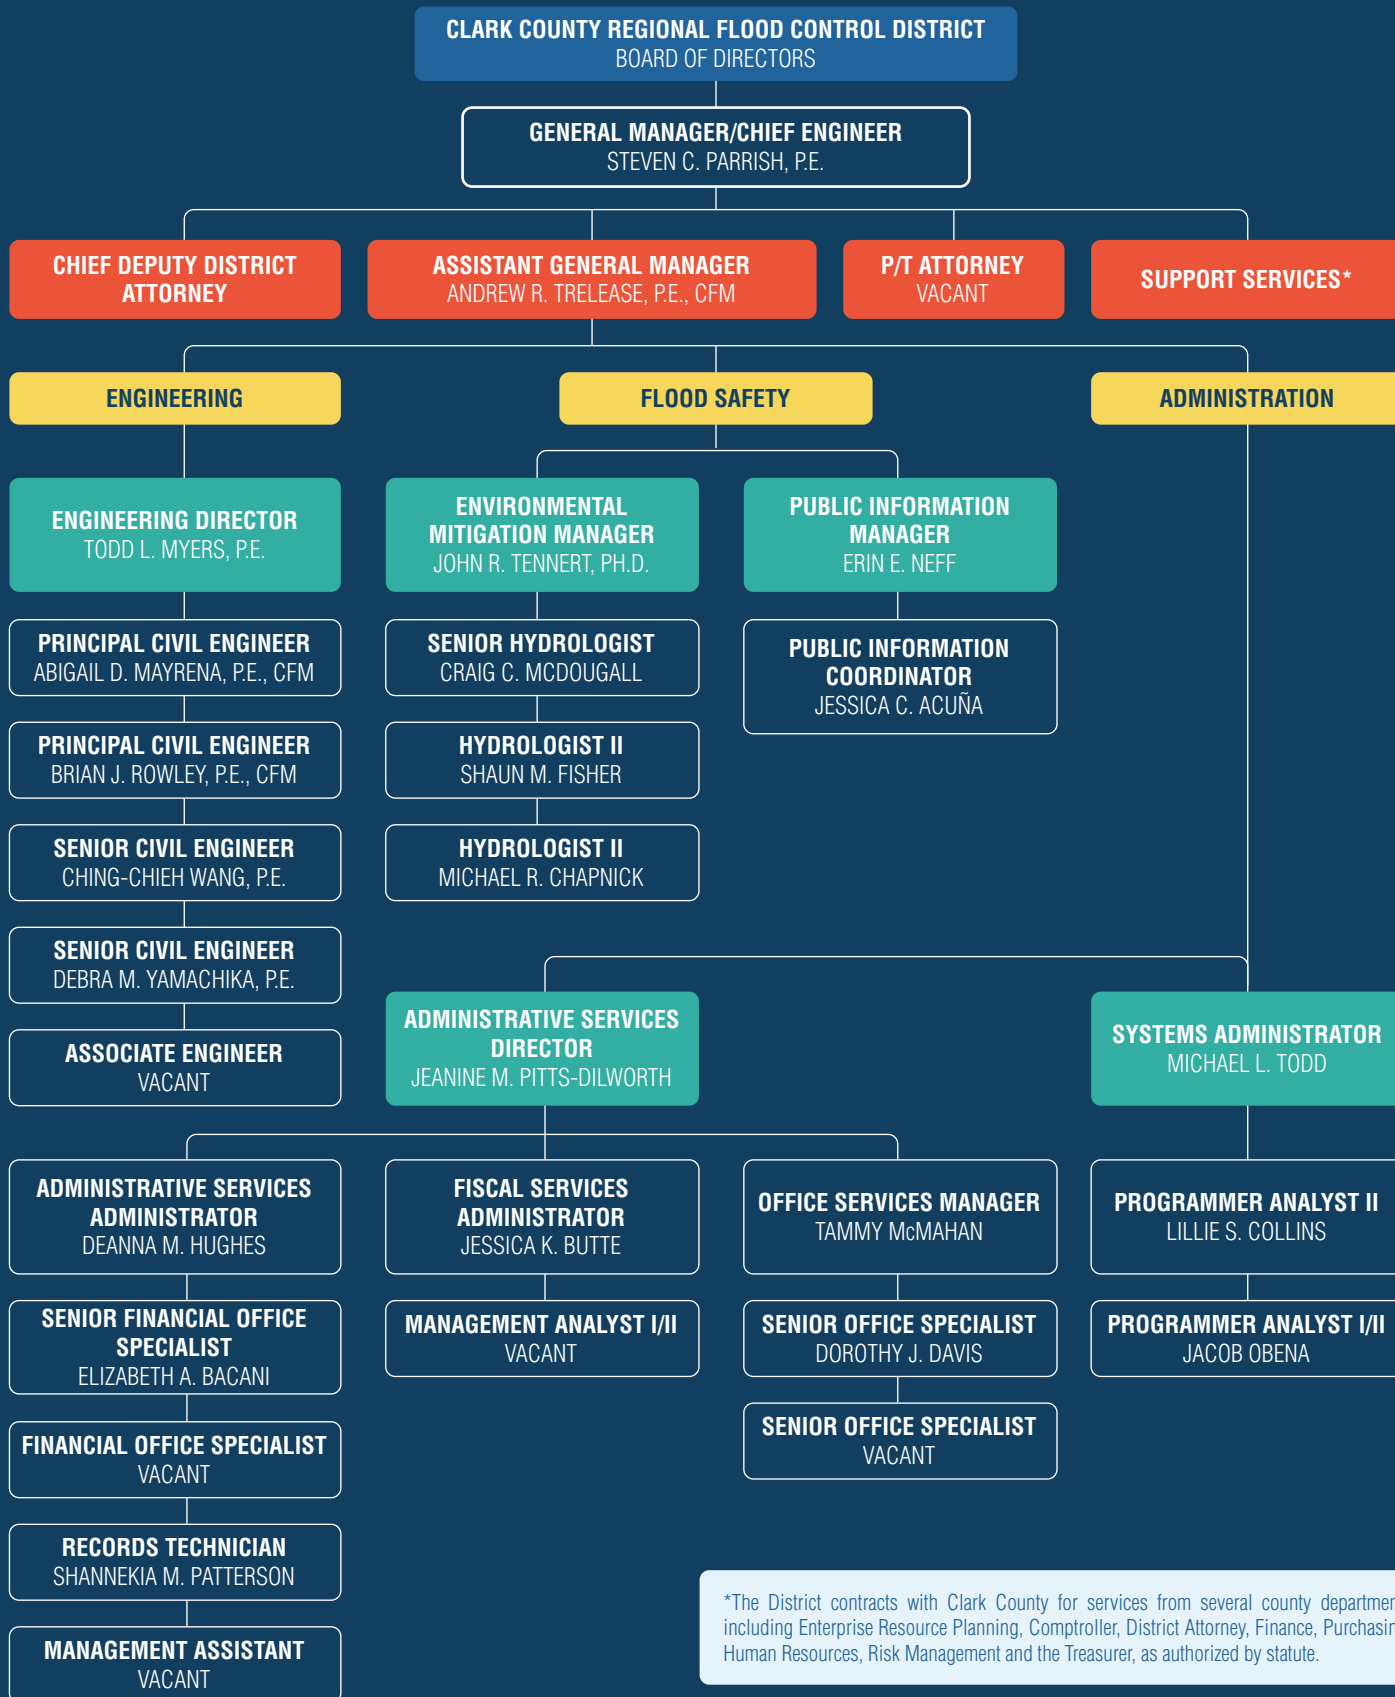 CLARK COUNTY REGIONAL FLOOD CONTROL DISTRICT
BOARD OF DIRECTORS
GENERAL MANAGER/CHIEF ENGINEER
STEVEN C. PARRISH, P.E.
CHIEF DEPUTY DISTRICT
ATTORNEY
ASSISTANT GENERAL MANAGER
ANDREW R. TRELEASE, P.E., CFM
P/T ATTORNEY
VACANT
SUPPORT SERVICES*
ENGINEERING
FLOOD SAFETY
ADMINISTRATION
ENGINEERING DIRECTOR
TODD L. MYERS, P.E.
ENVIRONMENTAL
MITIGATION MANAGER
JOHN R. TENNERT, PH.D.
PUBLIC INFORMATION
MANAGER
ERIN E. NEFF
PRINCIPAL CIVIL ENGINEER
ABIGAIL D. MAYRENA, P.E., CFM
SENIOR HYDROLOGIST
CRAIG C. MCDOUGALL
PUBLIC INFORMATION
COORDINATOR
JESSICA C. ACUÑA
PRINCIPAL CIVIL ENGINEER
BRIAN J. ROWLEY, P.E., CFM
HYDROLOGIST II
SHAUN M. FISHER
SENIOR CIVIL ENGINEER
CHING-CHIEH WANG, P.E.
HYDROLOGIST II
MICHAEL R. CHAPNICK
SENIOR CIVIL ENGINEER
DEBRA M. YAMACHIKA, P.E.
ASSOCIATE ENGINEER
VACANT
ADMINISTRATIVE SERVICES
DIRECTOR
JEANINE M. PITTS-DILWORTH
SYSTEMS ADMINISTRATOR
MICHAEL L. TODD
ADMINISTRATIVE SERVICES
ADMINISTRATOR
DEANNA M. HUGHES
FISCAL SERVICES
ADMINISTRATOR
JESSICA K. BUTTE
OFFICE SERVICES MANAGER
TAMMY McMAHAN
PROGRAMMER ANALYST II
LILLIE S. COLLINS
SENIOR FINANCIAL OFFICE
SPECIALIST
ELIZABETH A. BACANI
MANAGEMENT ANALYST I/II
VACANT
SENIOR OFFICE SPECIALIST
DOROTHY J. DAVIS
PROGRAMMER ANALYST I/II
JACOB OBENA
FINANCIAL OFFICE SPECIALIST
VACANT
SENIOR OFFICE SPECIALIST
VACANT
RECORDS TECHNICIAN
SHANNEKIA M. PATTERSON
MANAGEMENT ASSISTANT
VACANT
*The District contracts with Clark County for services from several county
including Enterprise Resource Planning, Comptroller, District Attorney, Finance,
Human Resources, Risk Management and the Treasurer, as authorized by statute.